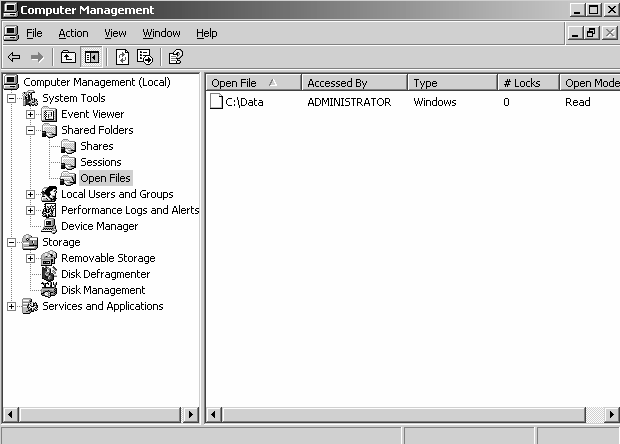 Computer Management
File Action View Window Help
Computer Management (Local)
System Tools
Event Viewer
Shared Folders
Shares
Sessions
Open Files
Local Users and Groups
Performance Logs and Alerts
Device Manager
Storage
Removable Storage
Disk Defragmenter
Disk Management
Services and Applications
Open File Accessed By Type # Locks Open Mode
C:\Data ADMINISTRATOR Windows 0 Read